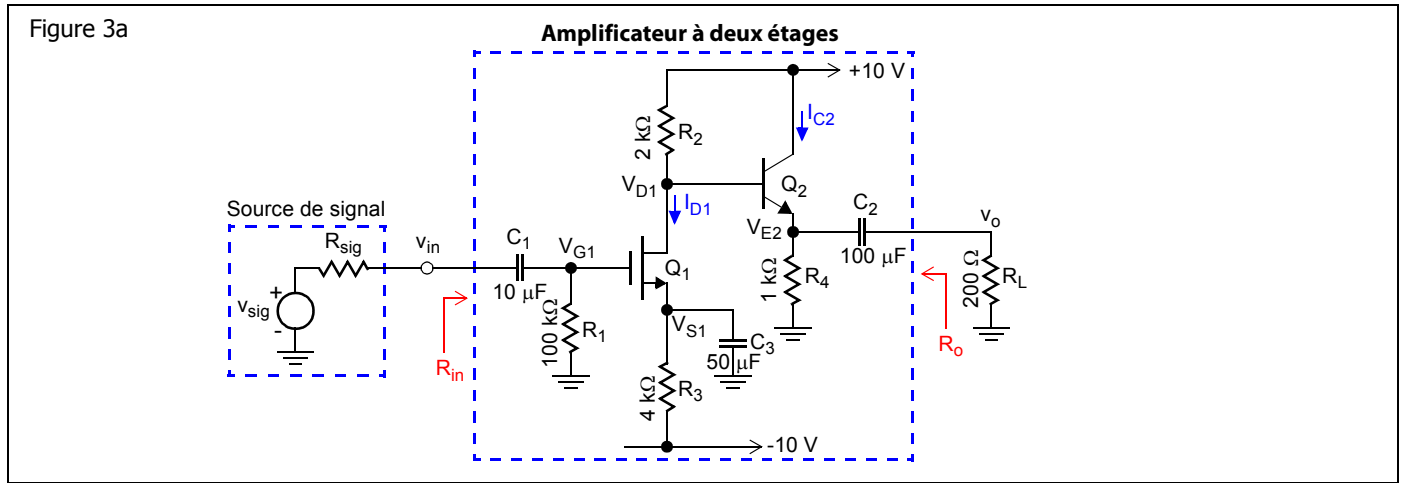 Figure 3a
Amplificateur à deux étages
+10 V
I_C2
2 kΩ
R_2
V_D1
I_D1
Q_2
Source de signal
R_sig
v_in
C_1
V_G1
10 μF
Q_1
V_E2
C_2
100 μF
v_o
v_sig
+
-
R_in
100 kΩ
R_1
V_S1
C_3
50 μF
1 kΩ
R_4
R_o
200 Ω
R_L
4 kΩ
R_3
-10 V